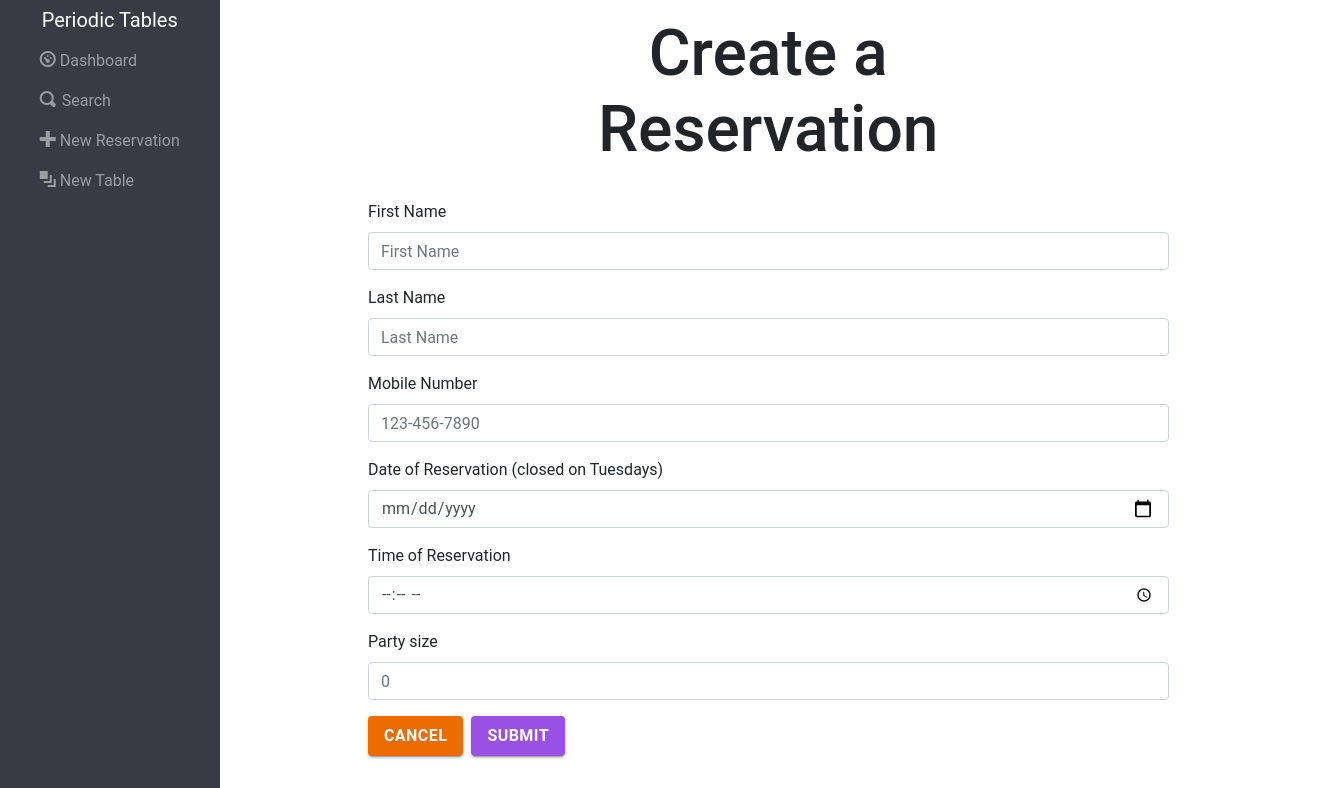 Periodic Tables
Dashboard
Search
New Reservation
New Table
Create a
Reservation
First Name
First Name
Last Name
Last Name
Mobile Number
123-456-7890
Date of Reservation (closed on Tuesdays)
mm/dd/yyyy
Time of Reservation
--:-- --
Party size
0
CANCEL SUBMIT